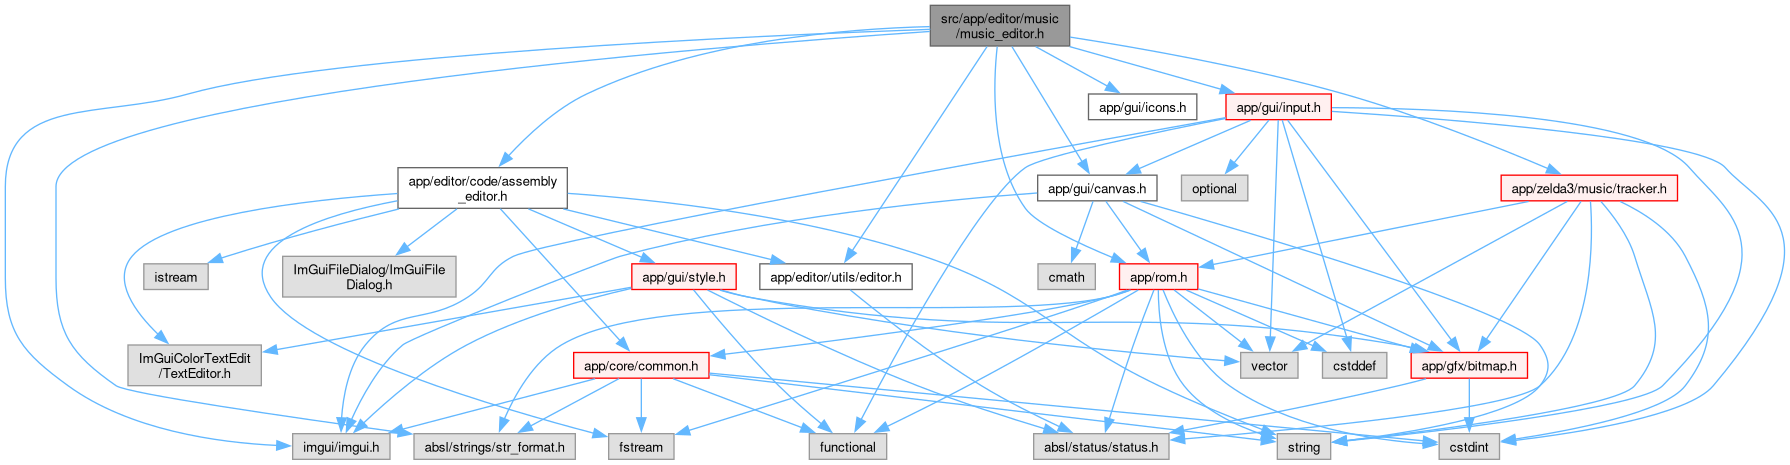 src/app/editor/music
/music_editor.h
app/gui/icons.h
app/gui/input.h
app/editor/code/assembly
_editor.h
app/gui/canvas.h
optional
app/zelda3/music/tracker.h
istream
ImGuiFileDialog/ImGuiFile
Dialog.h
app/gui/style.h
app/editor/utils/editor.h
cmath
app/rom.h
ImGuiColorTextEdit
/TextEditor.h
app/core/common.h
vector
cstddef
app/gfx/bitmap.h
imgui/imgui.h
absl/strings/str_format.h
fstream
functional
absl/status/status.h
string
cstdint